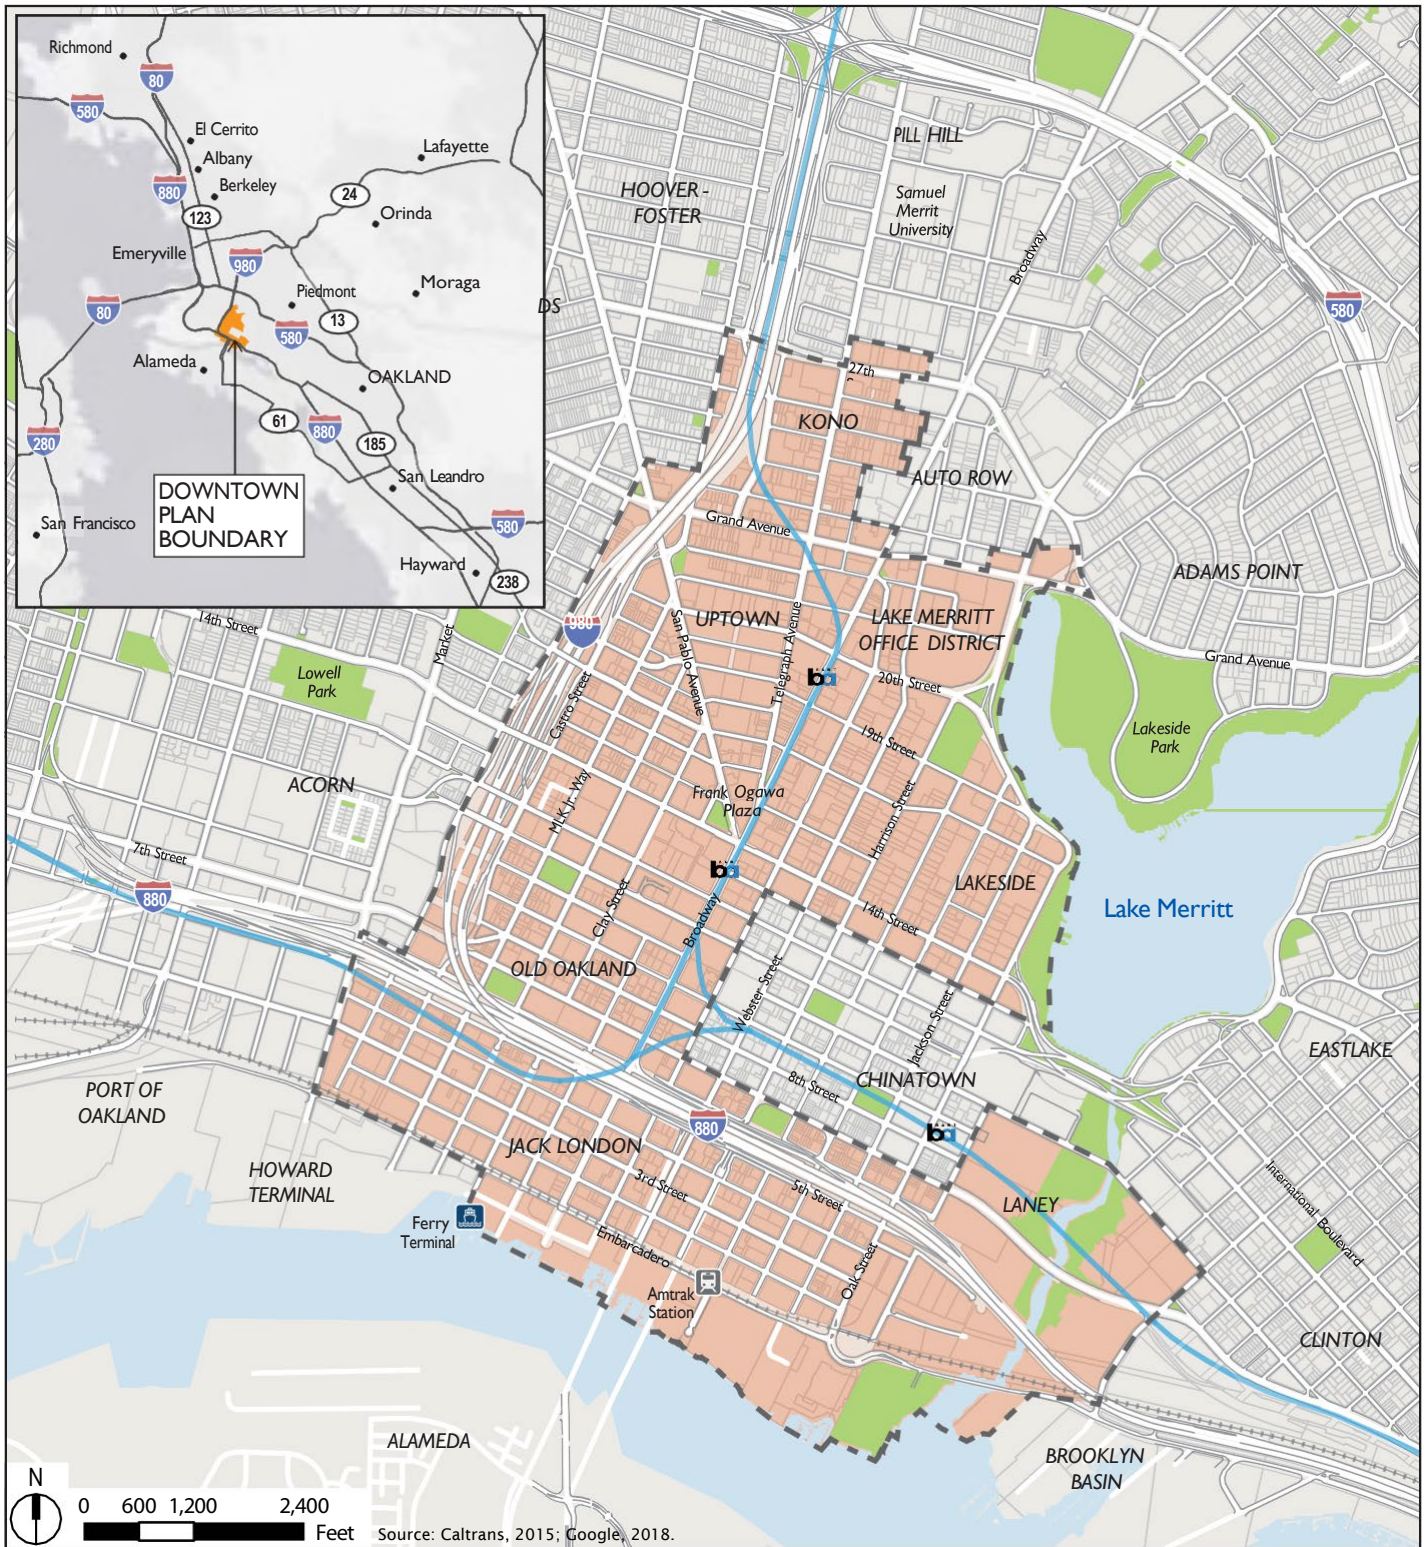 Richmond
80
580
El Cerrito
Albany
Lafayette
880
Berkeley
24
123
Orinda
Emeryville
980
Piedmont
Moraga
80
13
580
Alameda
OAKLAND
61
880
280
185
San Leandro
DOWNTOWN
PLAN
BOUNDARY
San Francisco
580
Hayward
238
PILL HILL
HOOVER -
FOSTER
Samuel
Merrit
University
Broadway
DS
580
27th
KONO
AUTO ROW
Grand Avenue
ADAMS POINT
14th Street
Market
980
UPTOWN
San Pablo Avenue
Telegraph Avenue
LAKE MERRITT
OFFICE DISTRICT
Grand Avenue
Lowell
Park
Castro Street
ba
20th Street
19th Street
Lakeside
Park
ACORN
MLK Jr. Way
Frank Ogawa
Plaza
Harrison Street
7th Street
880
ba
Clay Street
Broadway
LAKESIDE
14th Street
Lake Merritt
OLD OAKLAND
Webster Street
Jackson Street
EASTLAKE
PORT OF
OAKLAND
8th Street
CHINATOWN
880
ba
JACK LONDON
HOWARD
TERMINAL
3rd Street
5th Street
LANEY
International Boulevard
Ferry
Terminal
Embarcadero
Oak Street
Amtrak
Station
CLINTON
ALAMEDA
BROOKLYN
BASIN
N
0 600 1,200 2,400
Feet
Source: Caltrans, 2015; Google, 2018.